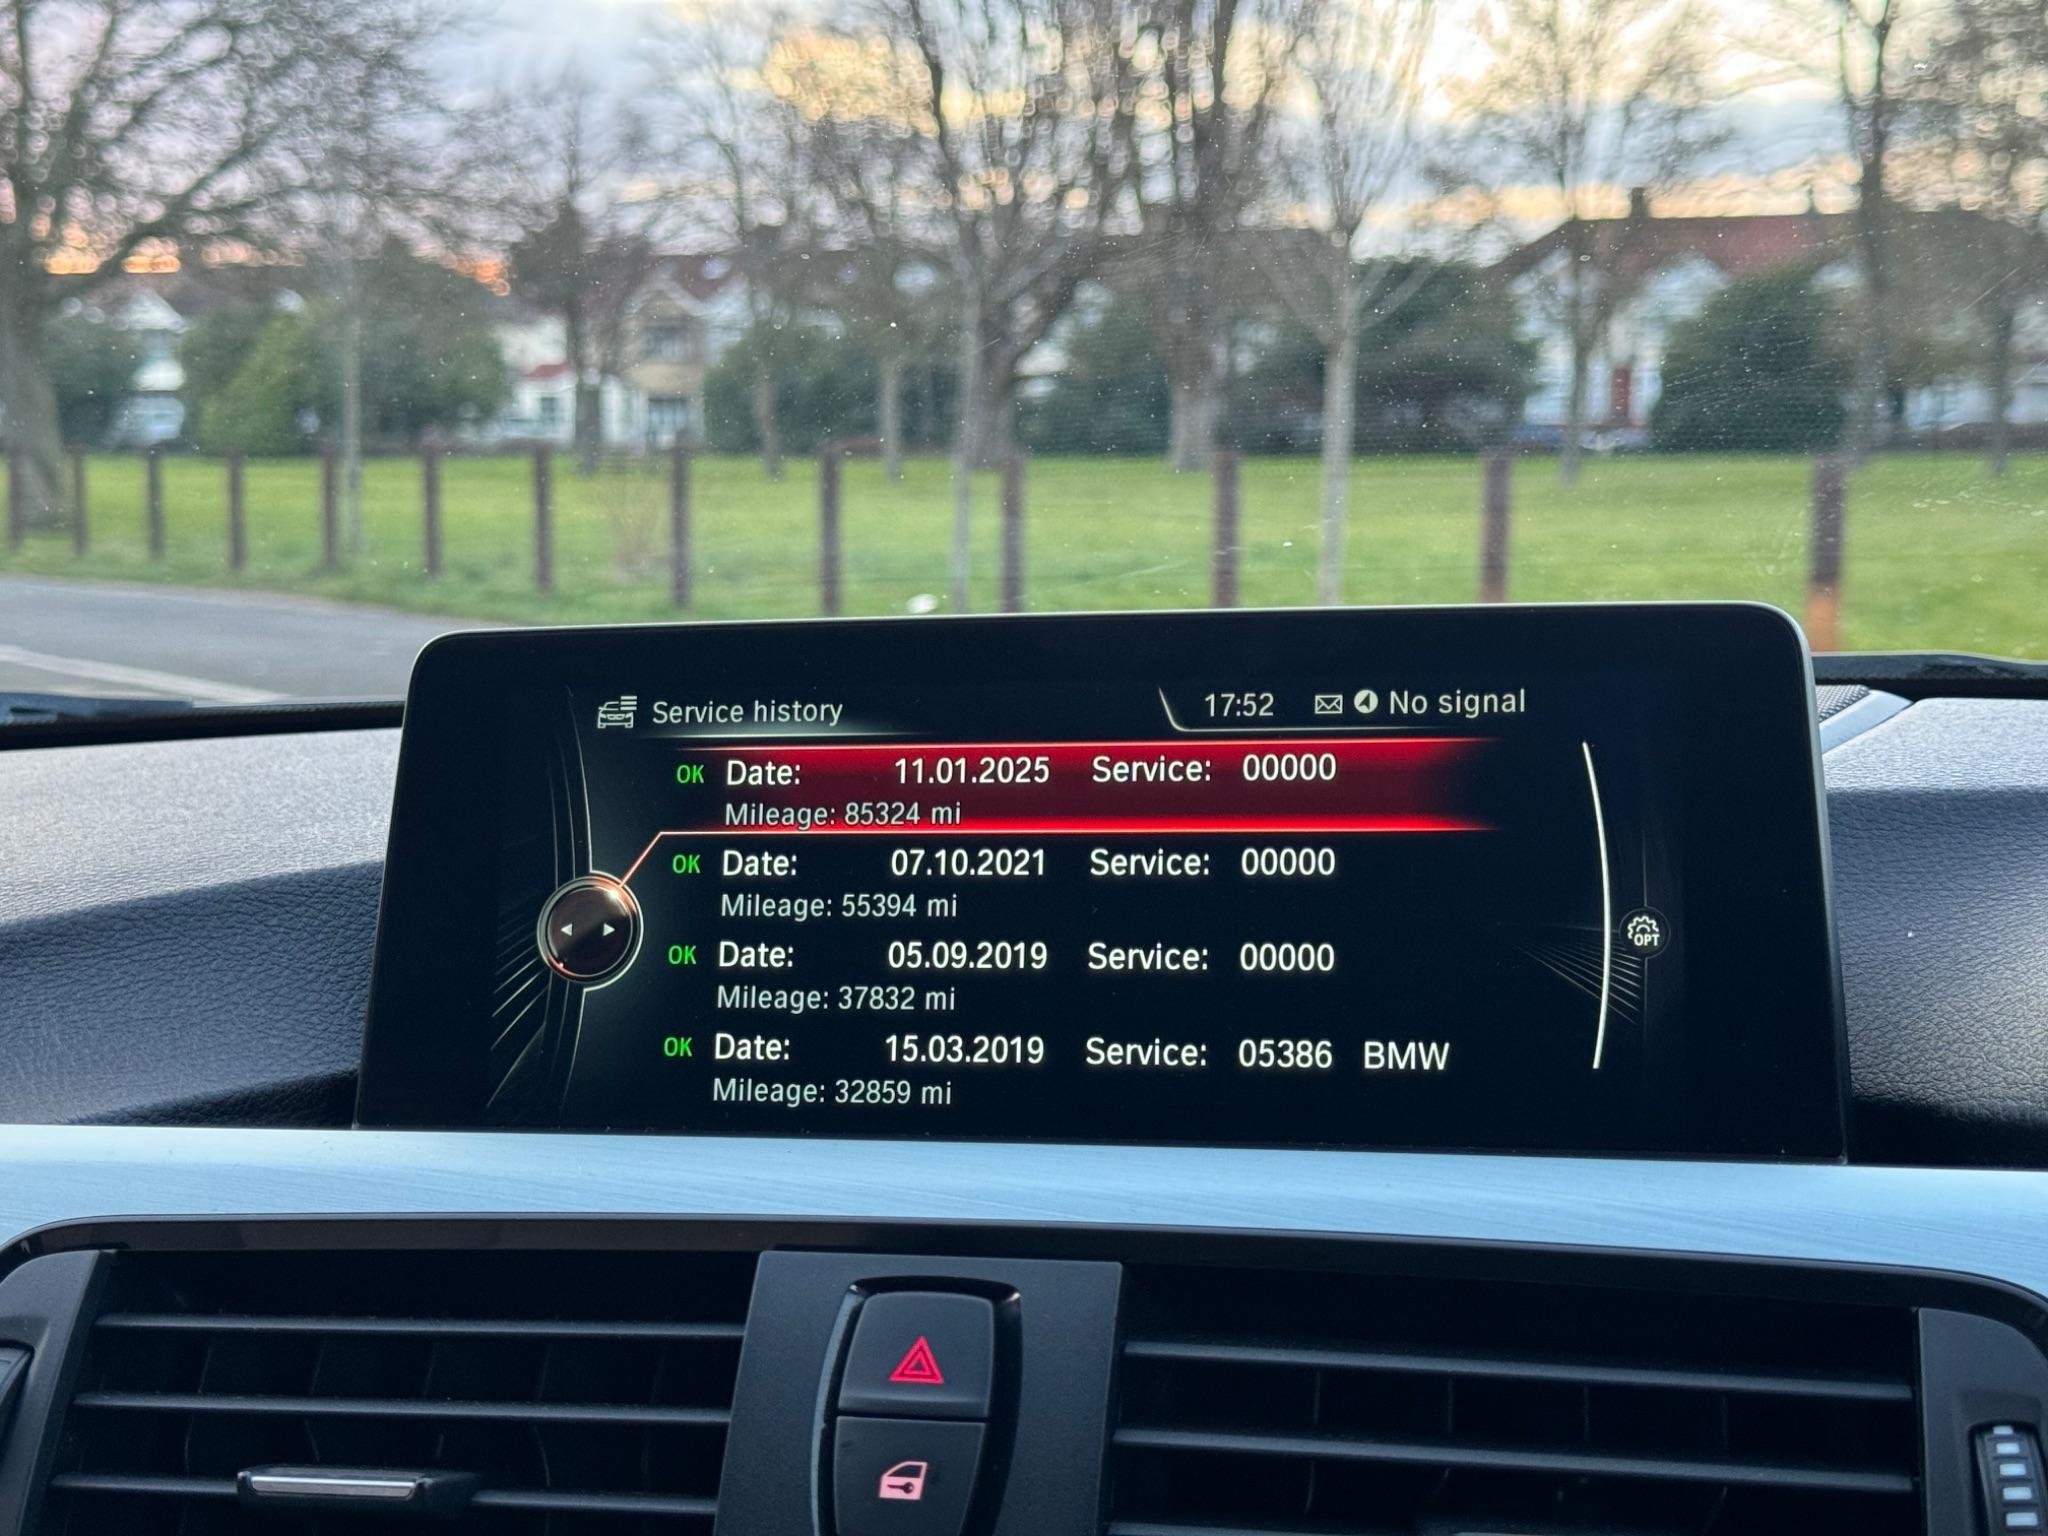 Service history 17:52 No signal
OK Date: 11.01.2025 Service: 00000
Mileage: 85324 mi
OK Date: 07.10.2021 Service: 00000
Mileage: 55394 mi
OK Date: 05.09.2019 Service: 00000
Mileage: 37832 mi
OPT
OK Date: 15.03.2019 Service: 05386 BMW
Mileage: 32859 mi